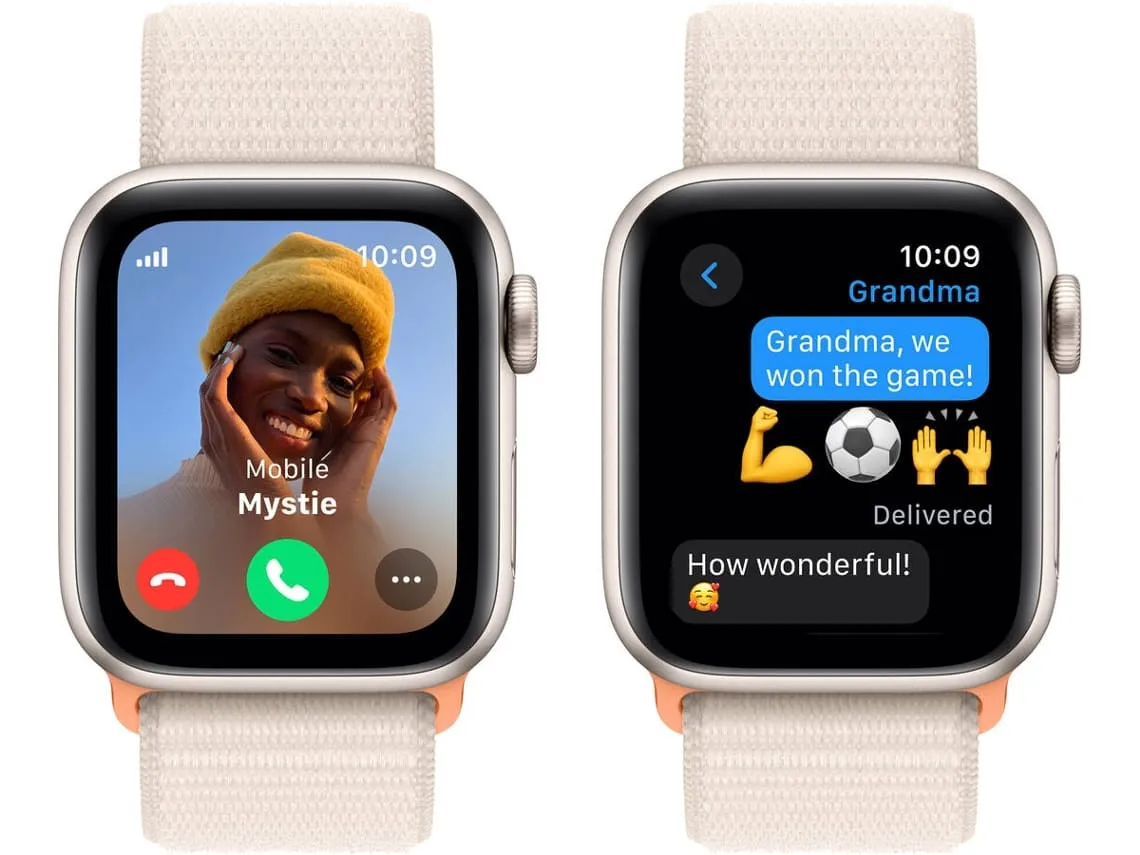 10:09
Mobile
Mystie
10:09
Grandma
Grandma, we
won the game!
💪⚽🙌
Delivered
How wonderful!
🥰